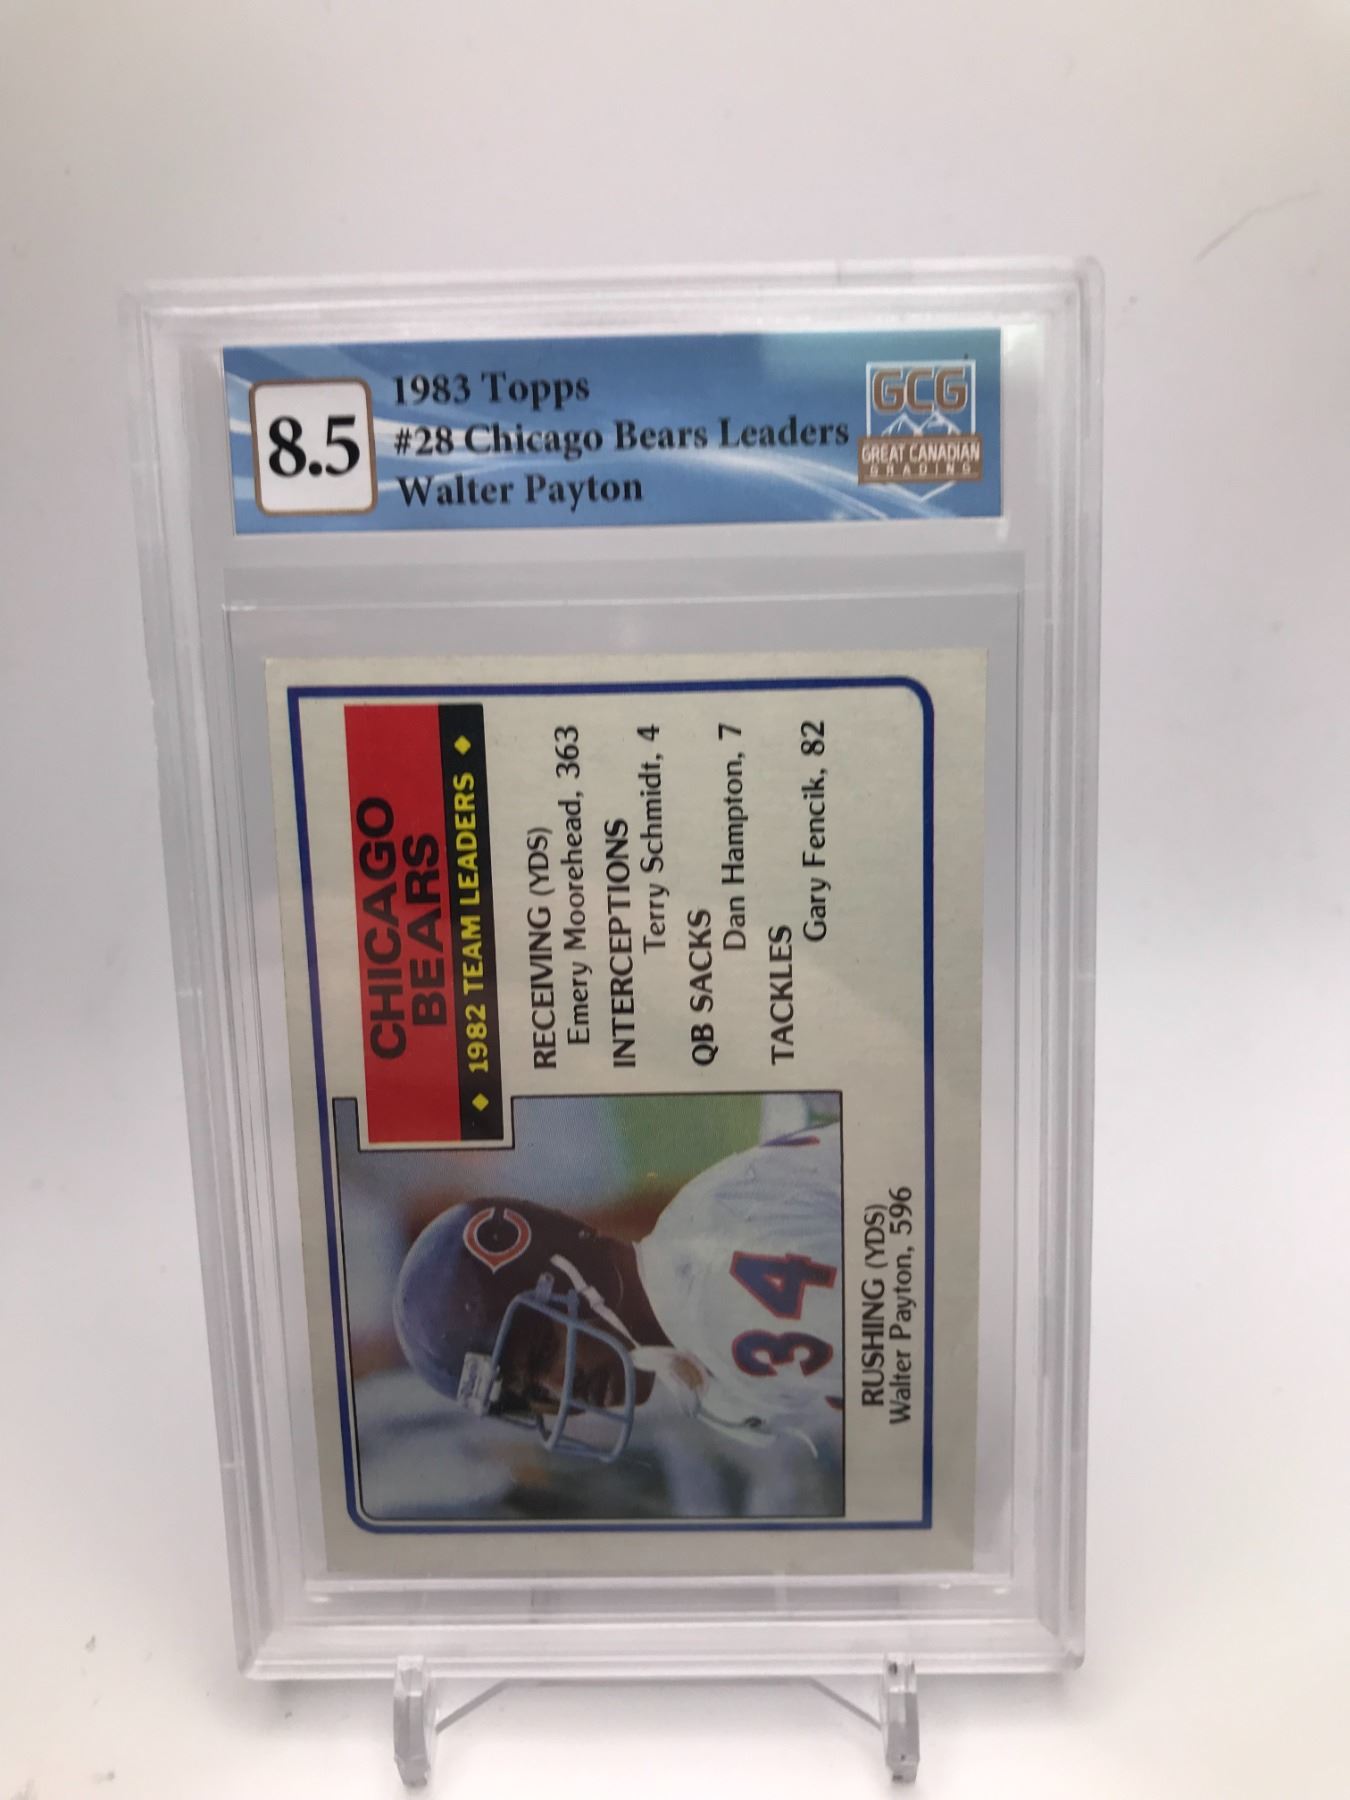 8.5
1983 Topps
#28 Chicago Bears Leaders
Walter Payton
GCG
GREAT CANADIAN
GRADING
CHICAGO
BEARS
◆ 1982 TEAM LEADERS ◆
RECEIVING (YDS)
Emery Moorehead, 363
INTERCEPTIONS
Terry Schmidt, 4
QB SACKS
Dan Hampton, 7
TACKLES
Gary Fencik, 82
C
34
RUSHING (YDS)
Walter Payton, 596